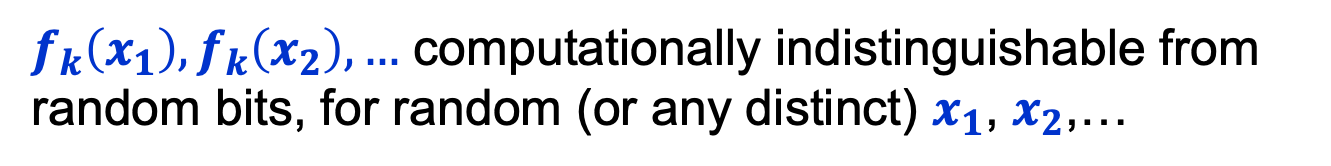 f_k(x_1), f_k(x_2), ... computationally indistinguishable from
random bits, for random (or any distinct) x_1, x_2,...